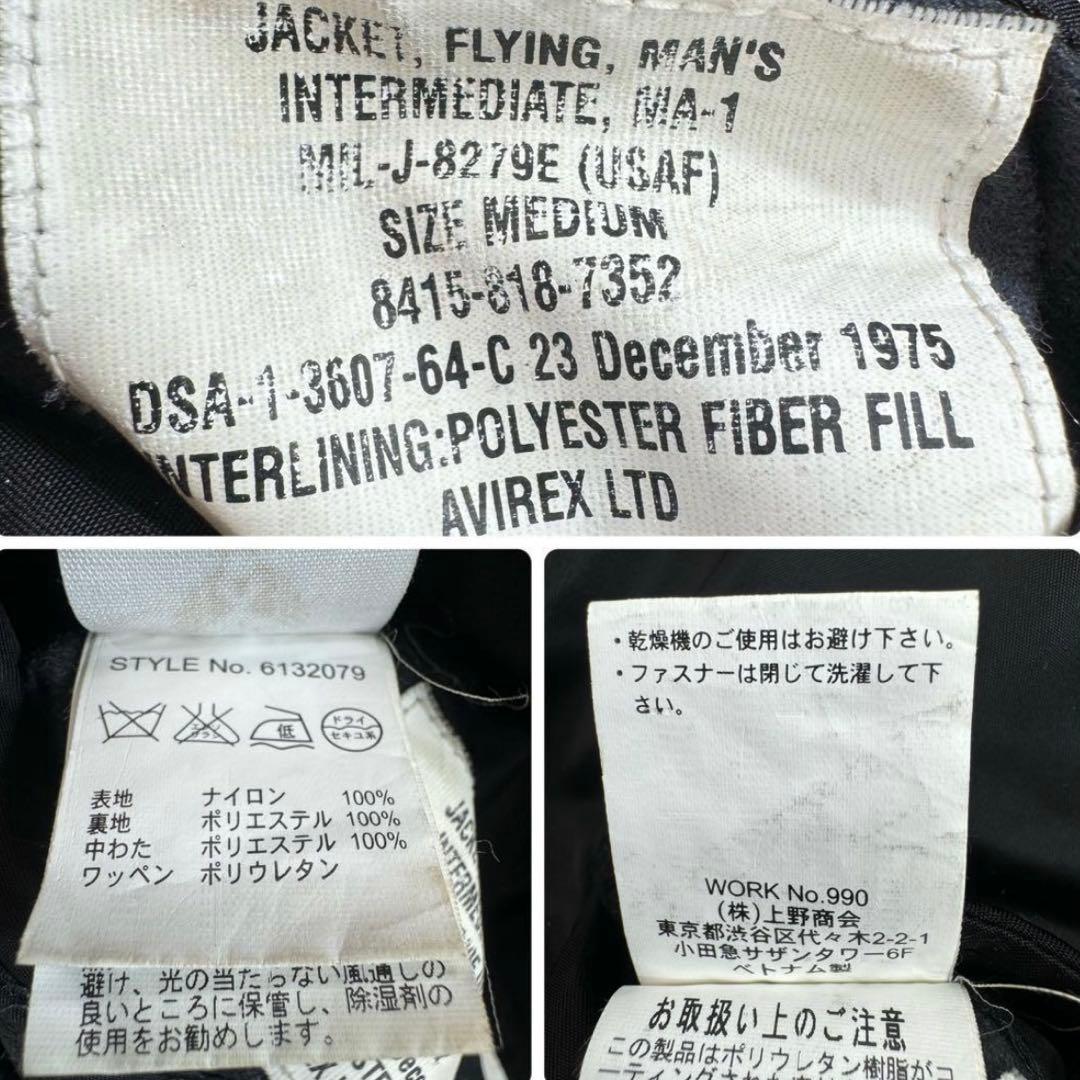 JACKET, FLYING, MAN'S
INTERMEDIATE, MA-1
MIL-J-8279E (USAF)
SIZE MEDIUM
8415-818-7352
DSA-1-3607-64-C 23 December 1975
INTERLINING:POLYESTER FIBER FILL
AVIREX LTD
STYLE No. 6132079
エンソサラシ
低
ドライ
セキユ系
表地 ナイロン 100%
裏地 ポリエステル 100%
中わた ポリエステル 100%
ワッペン ポリウレタン
避け、光の当たらない風通しの
良いところに保管し、除湿剤の
使用をお勧めします。
・乾燥機のご使用はお避け下さい。
・ファスナーは閉じて洗濯して下
さい。
WORK No.990
(株)上野商会
東京都渋谷区代々木2-2-1
小田急サザンタワー6F
ベトナム製
お取扱い上のご注意
この製品はポリウレタン樹脂がコ